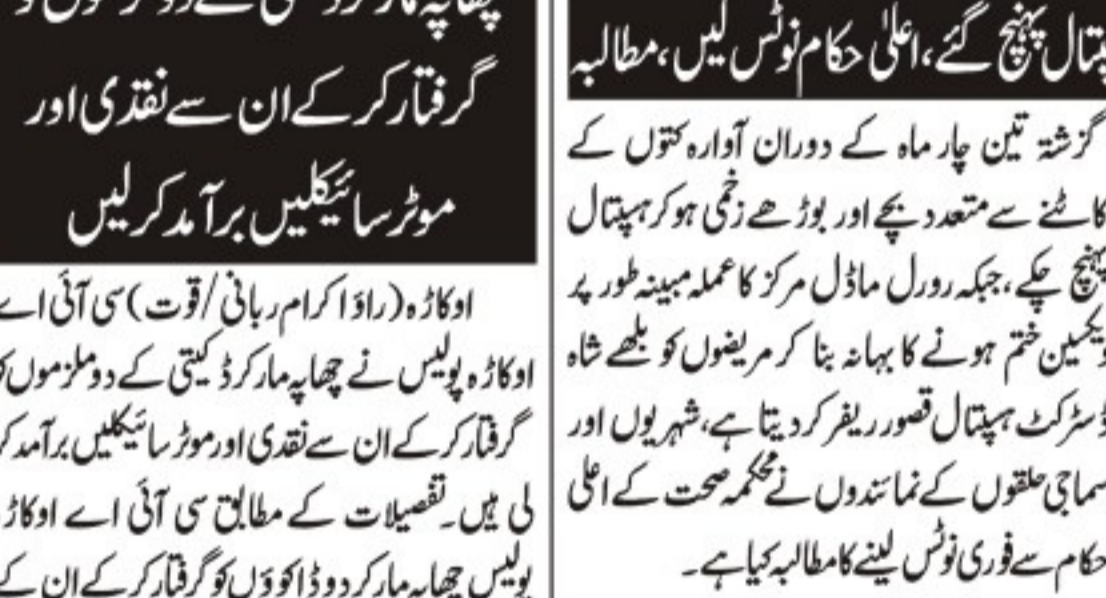 پہنچ گئے، اعلیٰ حکام نوٹس لیں، مطالبہ
گزشتہ تین چار ماہ کے دوران آوارہ کتوں کے
کاٹنے سے متعدد بچے اور بوڑھے زخمی ہو کر ہسپتال
پہنچ چکے، جبکہ رورل ماڈل مرکز کا عملہ مبینہ طور پر
ویکسین ختم ہونے کا بہانہ بنا کر مریضوں کو بلھے شاہ
ڈسٹرکٹ ہسپتال قصور ریفر کر دیتا ہے، شہریوں اور
سماجی حلقوں کے نمائندوں نے محکمہ صحت کے اعلی
حکام سے فوری نوٹس لینے کا مطالبہ کیا ہے۔
گرفتار کر کے ان سے نقدی اور
موٹر سائیکلیں برآمد کر لیں
اوکاڑہ (راؤ اکرام ربانی/قوت) سی آئی اے
اوکاڑہ پولیس نے چھاپہ مار کر ڈکیتی کے دو ملزموں کو
گرفتار کر کے ان سے نقدی اور موٹر سائیکلیں برآمد کر
لی ہیں۔ تفصیلات کے مطابق سی آئی اے اوکاڑہ
پولیس چھاپہ مار کر دو ڈاکوؤں کو گرفتار کر کے ان کے